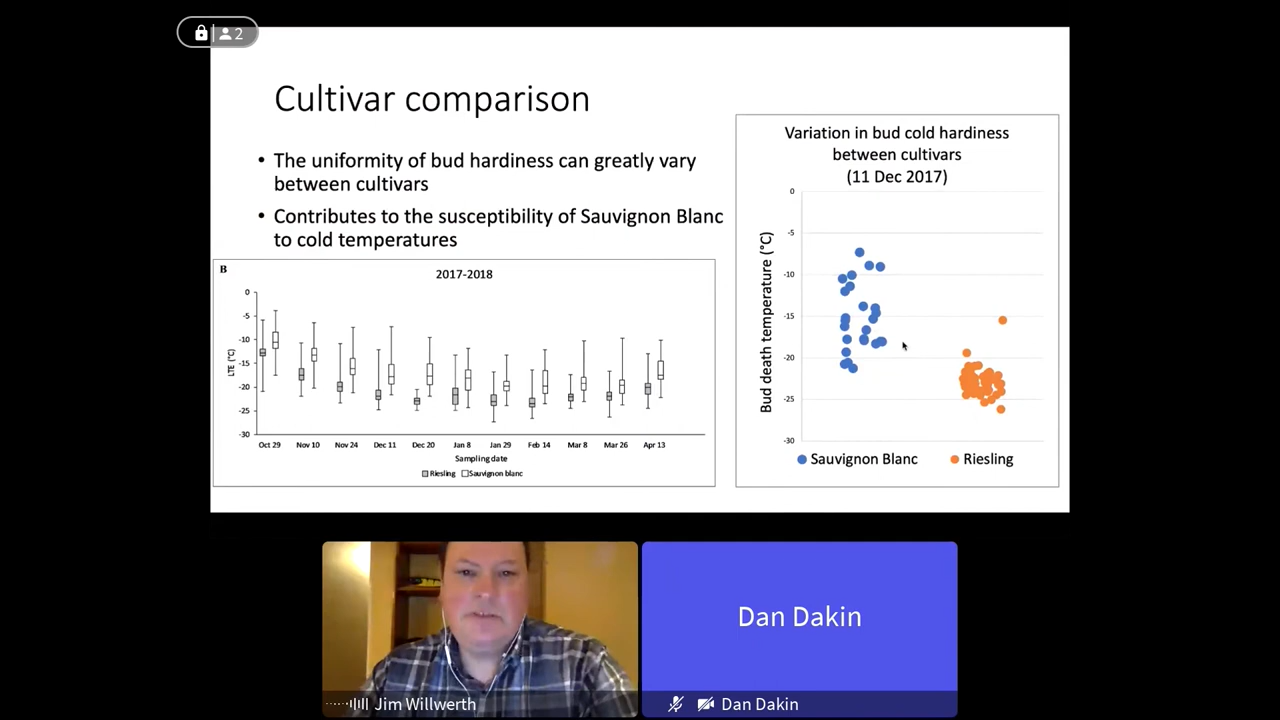 2
Cultivar comparison
• The uniformity of bud hardiness can greatly vary
between cultivars
• Contributes to the susceptibility of Sauvignon Blanc
to cold temperatures
B
2017-2018
0
-5
-10
-15
-20
-25
-30
LTE (°C)
Oct 29 Nov 10 Nov 24 Dec 11 Dec 20 Jan 8 Jan 29 Feb 14 Mar 8 Mar 26 Apr 13
Sampling date
Riesling Sauvignon blanc
Variation in bud cold hardiness
between cultivars
(11 Dec 2017)
0
-5
-10
-15
-20
-25
-30
Bud death temperature (°C)
Sauvignon Blanc Riesling
Dan Dakin
Jim Willwerth
Dan Dakin